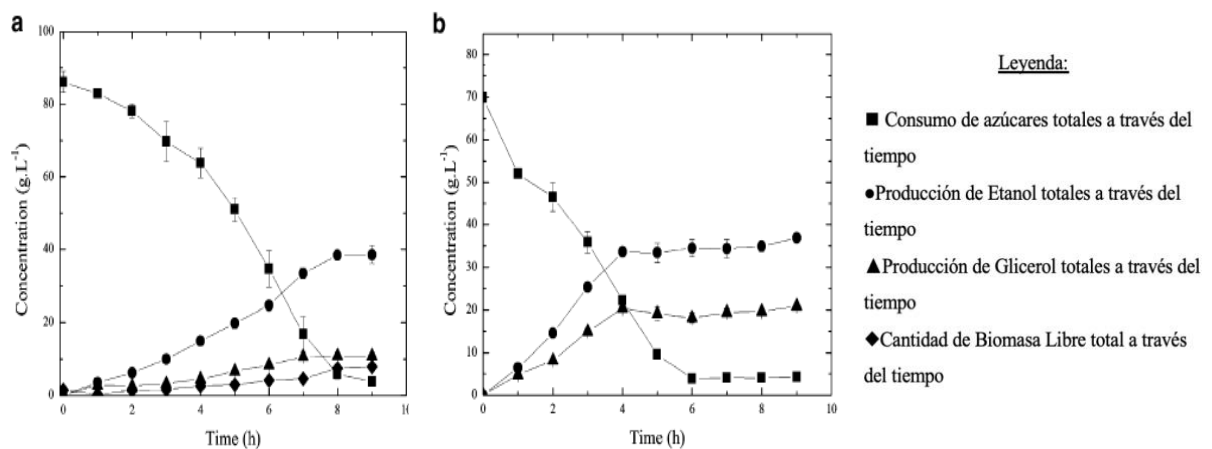 a
100
80
60
40
20
0
Concentration (g.L⁻¹)
0 2 4 6 8 10
Time (h)
b
80
70
60
50
40
30
20
10
0
Concentration (g.L⁻¹)
0 2 4 6 8 10
Time (h)
Leyenda:
■ Consumo de azúcares totales a través del
tiempo
●Producción de Etanol totales a través del
tiempo
▲Producción de Glicerol totales a través del
tiempo
◆Cantidad de Biomasa Libre total a través
del tiempo